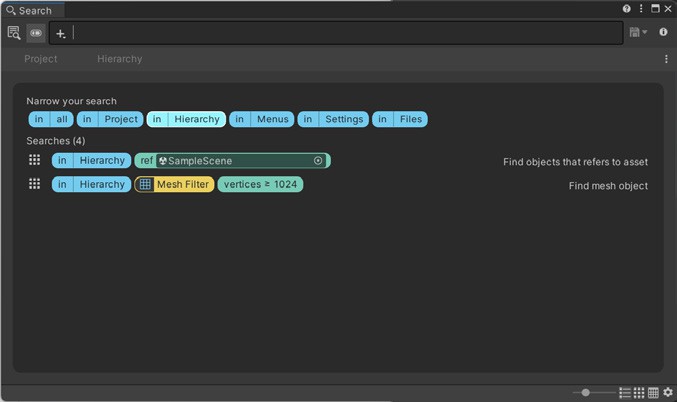 Search
Project Hierarchy
Narrow your search
in all in Project in Hierarchy in Menus in Settings in Files
Searches (4)
in Hierarchy ref SampleScene Find objects that refers to asset
in Hierarchy Mesh Filter vertices ≥ 1024 Find mesh object